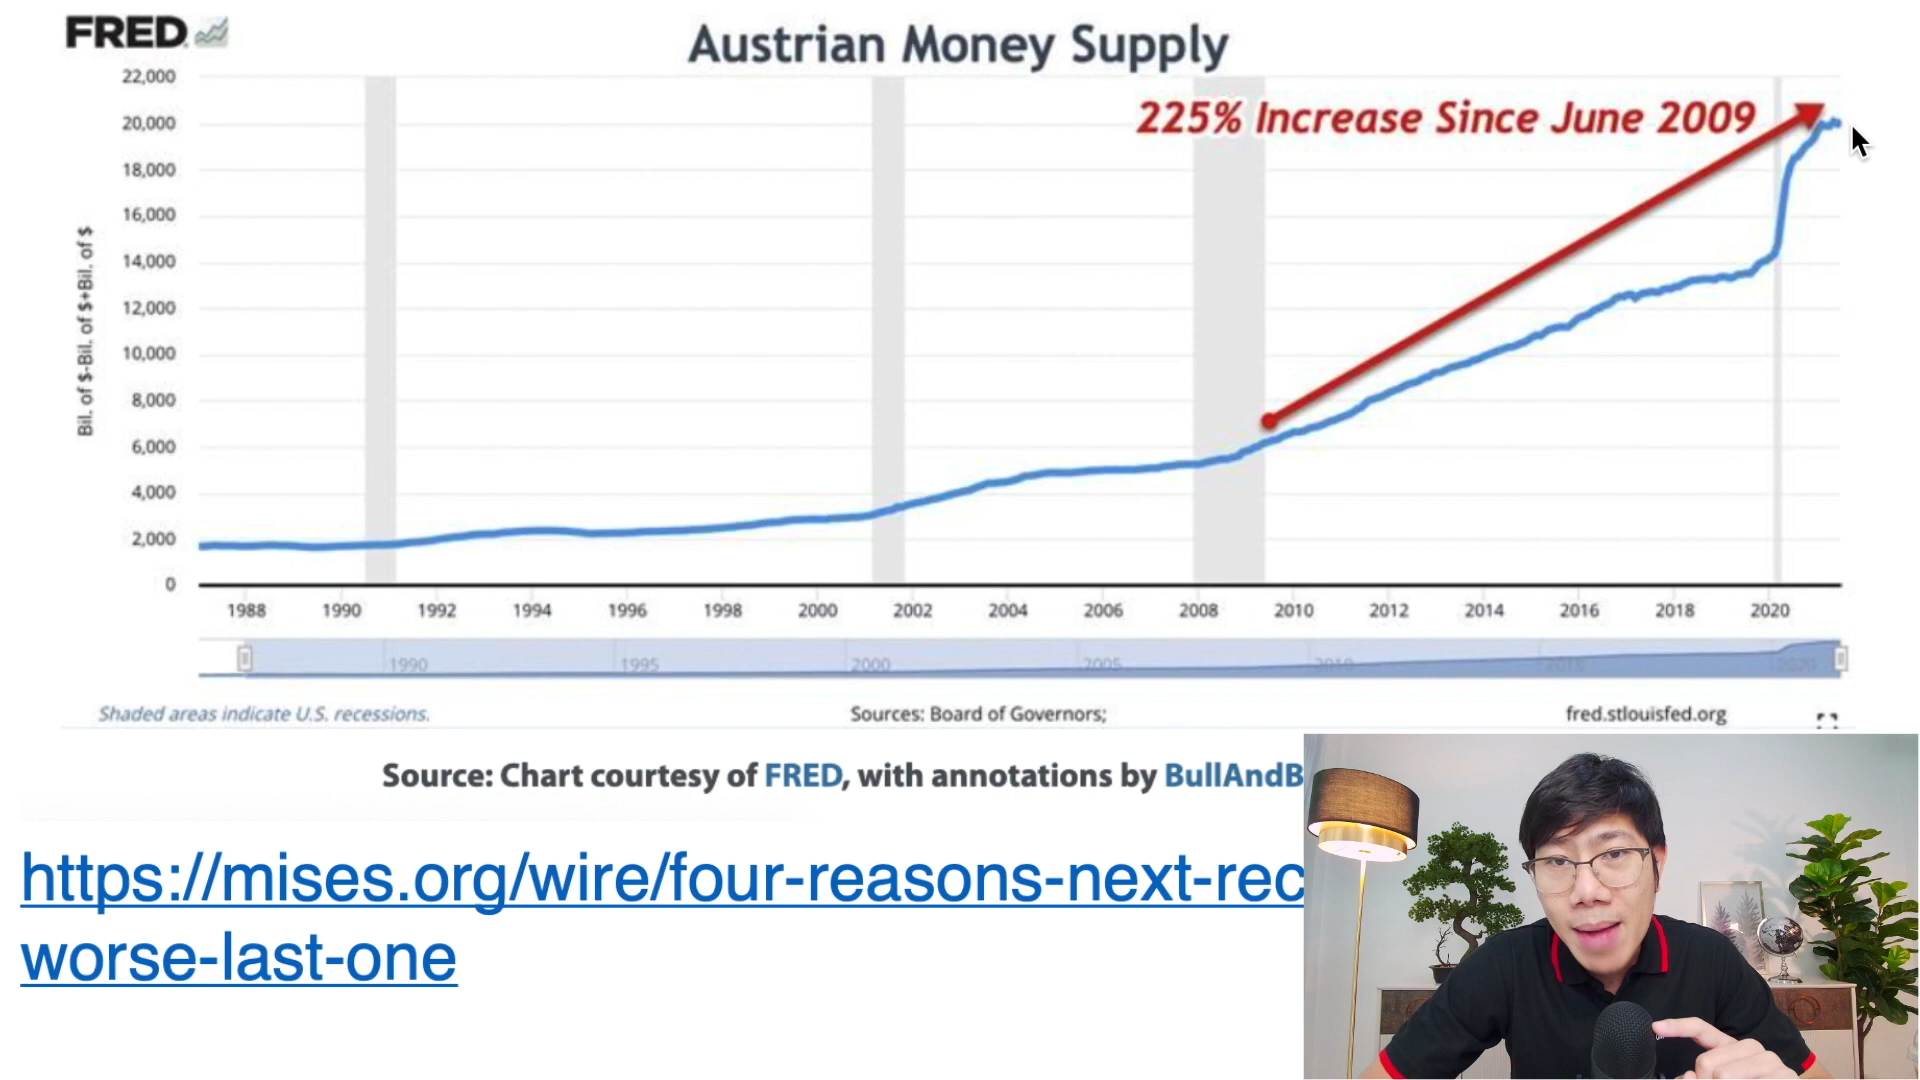 FRED
Austrian Money Supply
225% Increase Since June 2009
22,000
20,000
18,000
16,000
14,000
12,000
10,000
8,000
6,000
4,000
2,000
0
Bil. of $-Bil. of $+Bil. of $
1988 1990 1992 1994 1996 1998 2000 2002 2004 2006 2008 2010 2012 2014 2016 2018 2020
1990 1995 2000 2005 2010 2015 2020
Shaded areas indicate U.S. recessions. Sources: Board of Governors; fred.stlouisfed.org
Source: Chart courtesy of FRED, with annotations by BullAndB
https://mises.org/wire/four-reasons-next-rec
worse-last-one